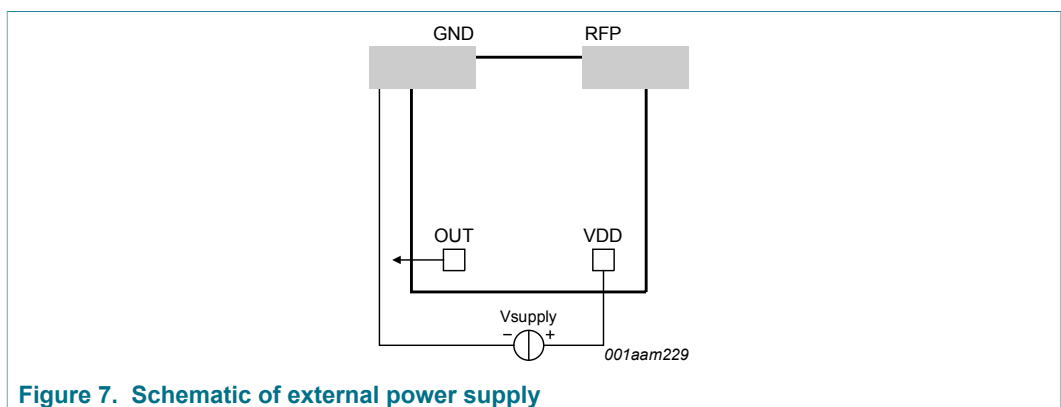 GND RFP
OUT VDD
Vsupply
− +
001aam229
Figure 7. Schematic of external power supply